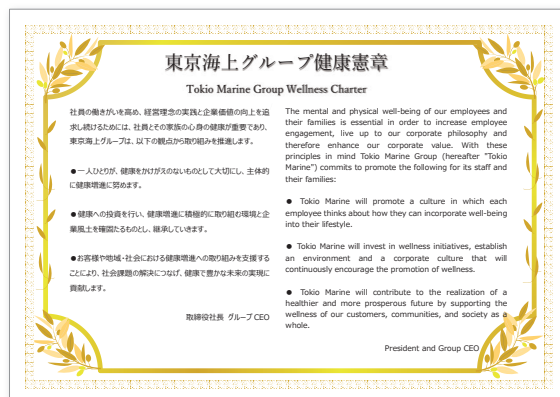 東京海上グループ健康憲章
Tokio Marine Group Wellness Charter
社員の働きがいを高め、経営理念の実践と企業価値の向上を追
求し続けるためには、社員とその家族の心身の健康が重要であり、
東京海上グループは、以下の観点から取り組みを推進します。
●一人ひとりが、健康をかけがえのないものとして大切にし、主体的
に健康増進に努めます。
●健康への投資を行い、健康増進に積極的に取り組む環境と企
業風土を確固たるものとし、継承していきます。
●お客様や地域・社会における健康増進への取り組みを支援する
ことにより、社会課題の解決につなげ、健康で豊かな未来の実現に
貢献します。
取締役社長 グループCEO
The mental and physical well-being of our employees and
their families is essential in order to increase employee
engagement, live up to our corporate philosophy and
therefore enhance our corporate value. With these
principles in mind Tokio Marine Group (hereafter "Tokio
Marine") commits to promote the following for its staff and
their families:
● Tokio Marine will promote a culture in which each
employee thinks about how they can incorporate well-being
into their lifestyle.
● Tokio Marine will invest in wellness initiatives, establish
an environment and a corporate culture that will
continuously encourage the promotion of wellness.
● Tokio Marine will contribute to the realization of a
healthier and more prosperous future by supporting the
wellness of our customers, communities, and society as a
whole.
President and Group CEO